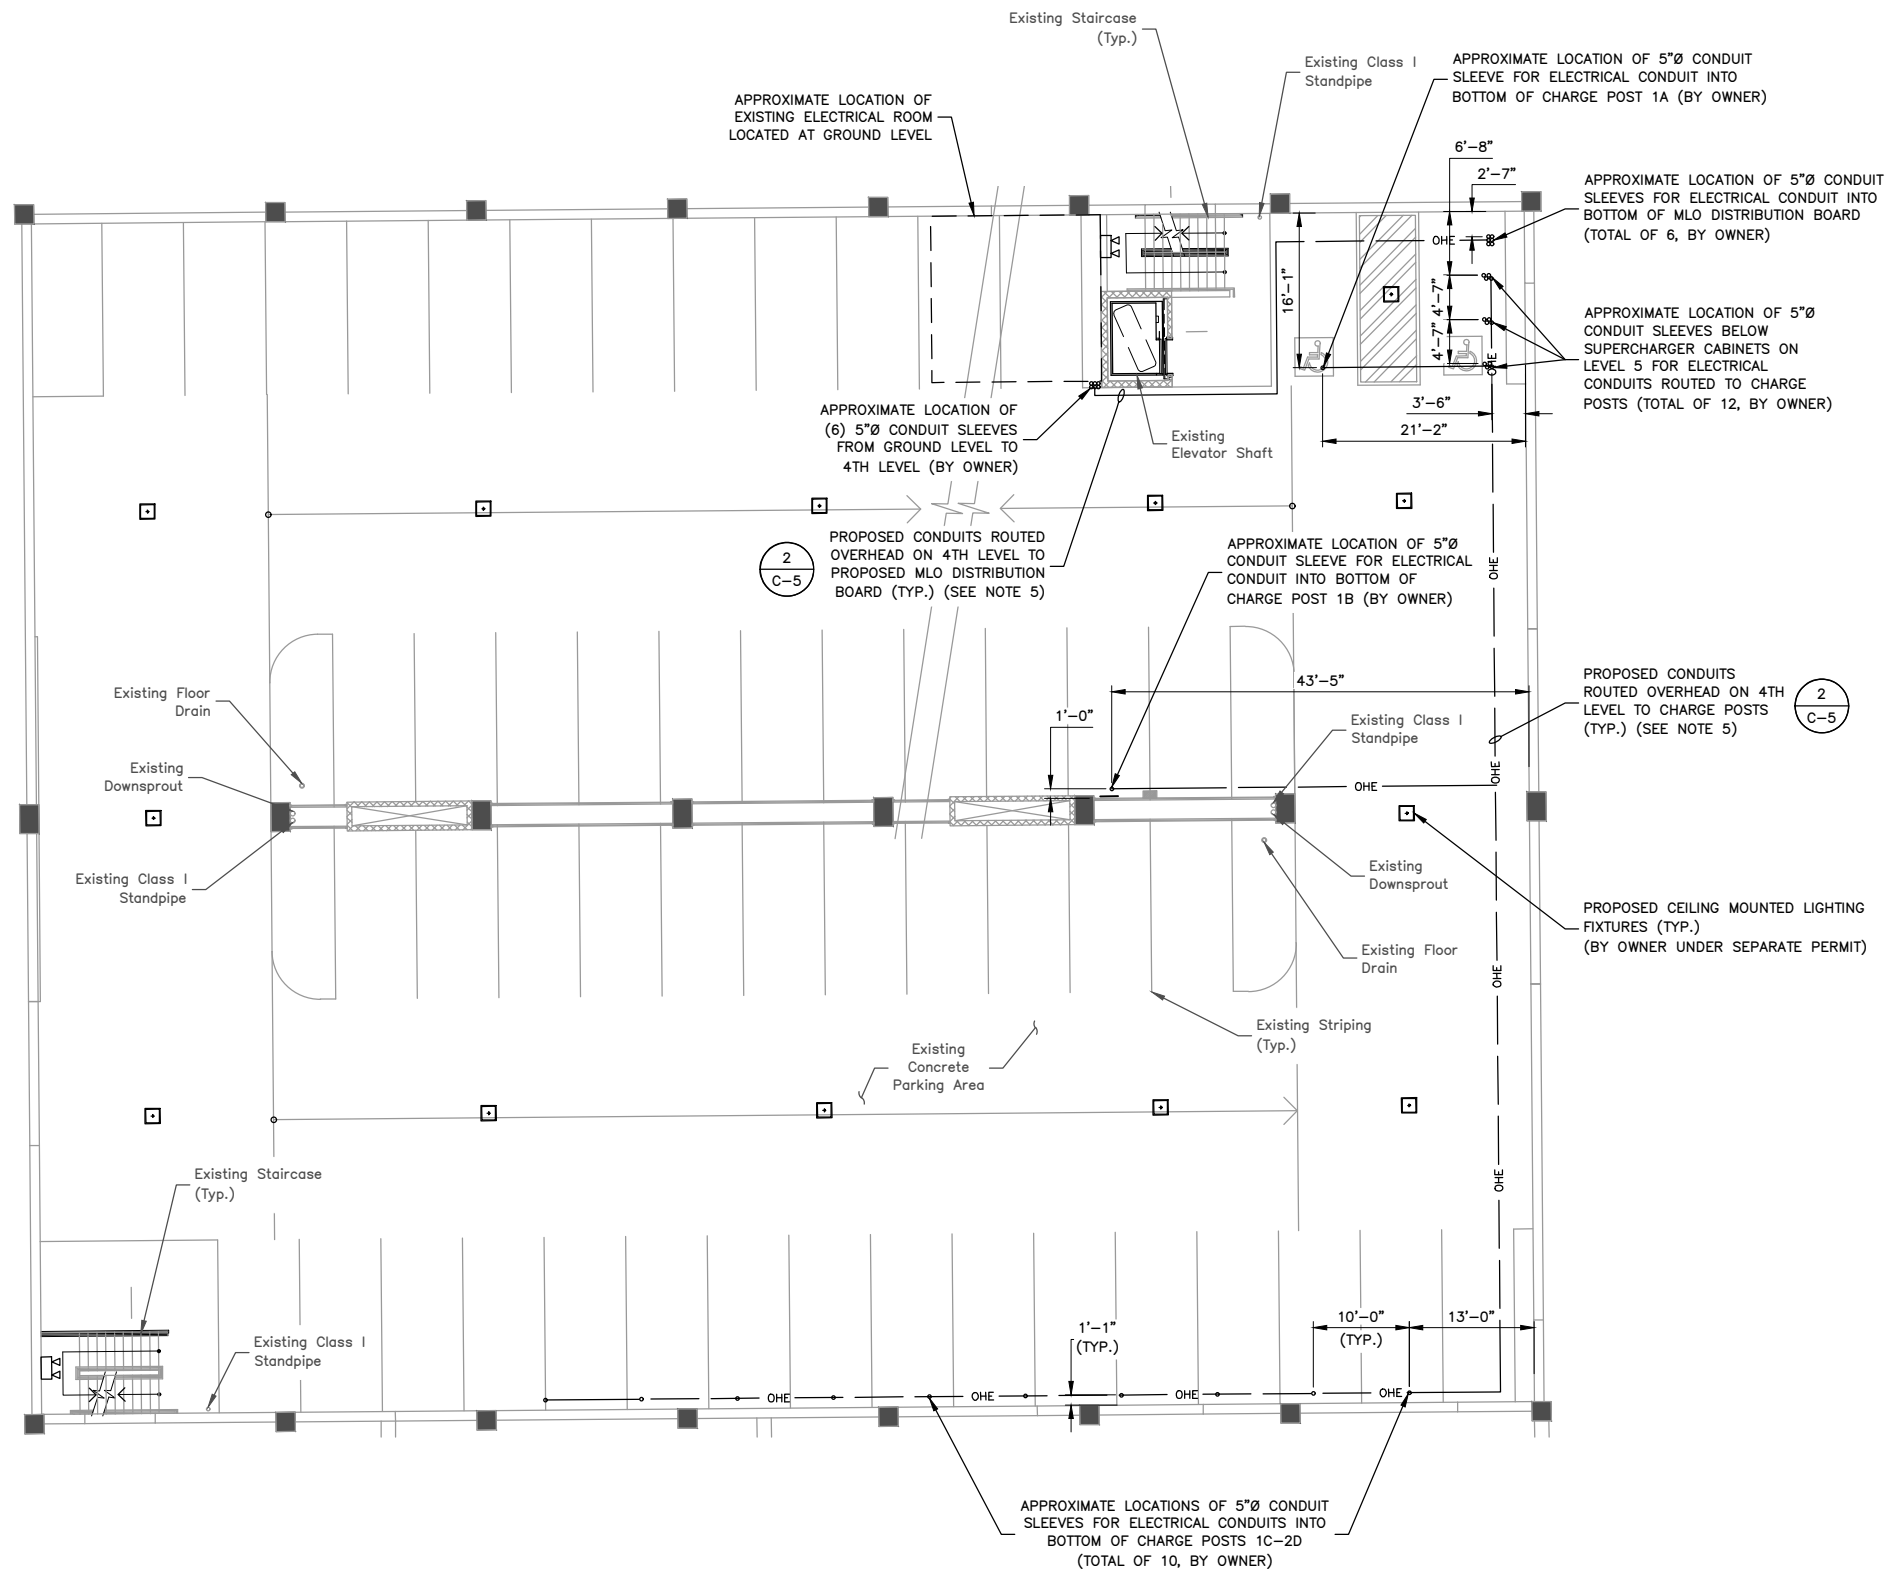 Existing Staircase
(Typ.)
Existing Class I
Standpipe
APPROXIMATE LOCATION OF 5"Ø CONDUIT
SLEEVE FOR ELECTRICAL CONDUIT INTO
BOTTOM OF CHARGE POST 1A (BY OWNER)
APPROXIMATE LOCATION OF
EXISTING ELECTRICAL ROOM
LOCATED AT GROUND LEVEL
6'-8"
2'-7"
APPROXIMATE LOCATION OF 5"Ø CONDUIT
SLEEVES FOR ELECTRICAL CONDUIT INTO
BOTTOM OF MLO DISTRIBUTION BOARD
(TOTAL OF 6, BY OWNER)
OHE
16'-1"
4'-7"
4'-7"
OHE
APPROXIMATE LOCATION OF 5"Ø
CONDUIT SLEEVES BELOW
SUPERCHARGER CABINETS ON
LEVEL 5 FOR ELECTRICAL
CONDUITS ROUTED TO CHARGE
POSTS (TOTAL OF 12, BY OWNER)
3'-6"
21'-2"
APPROXIMATE LOCATION OF
(6) 5"Ø CONDUIT SLEEVES
FROM GROUND LEVEL TO
4TH LEVEL (BY OWNER)
Existing
Elevator Shaft
2
C-5
PROPOSED CONDUITS ROUTED
OVERHEAD ON 4TH LEVEL TO
PROPOSED MLO DISTRIBUTION
BOARD (TYP.) (SEE NOTE 5)
APPROXIMATE LOCATION OF 5"Ø
CONDUIT SLEEVE FOR ELECTRICAL
CONDUIT INTO BOTTOM OF
CHARGE POST 1B (BY OWNER)
OHE
43'-5"
1'-0"
PROPOSED CONDUITS
ROUTED OVERHEAD ON 4TH
LEVEL TO CHARGE POSTS
(TYP.) (SEE NOTE 5)
2
C-5
Existing Floor
Drain
Existing Class I
Standpipe
Existing
Downsprout
OHE
OHE
Existing Class I
Standpipe
Existing
Downsprout
PROPOSED CEILING MOUNTED LIGHTING
FIXTURES (TYP.)
(BY OWNER UNDER SEPARATE PERMIT)
Existing Floor
Drain
OHE
Existing Striping
(Typ.)
Existing
Concrete
Parking Area
Existing Staircase
(Typ.)
OHE
Existing Class I
Standpipe
1'-1"
(TYP.)
10'-0"
(TYP.)
13'-0"
OHE
OHE
OHE
OHE
APPROXIMATE LOCATIONS OF 5"Ø CONDUIT
SLEEVES FOR ELECTRICAL CONDUITS INTO
BOTTOM OF CHARGE POSTS 1C-2D
(TOTAL OF 10, BY OWNER)